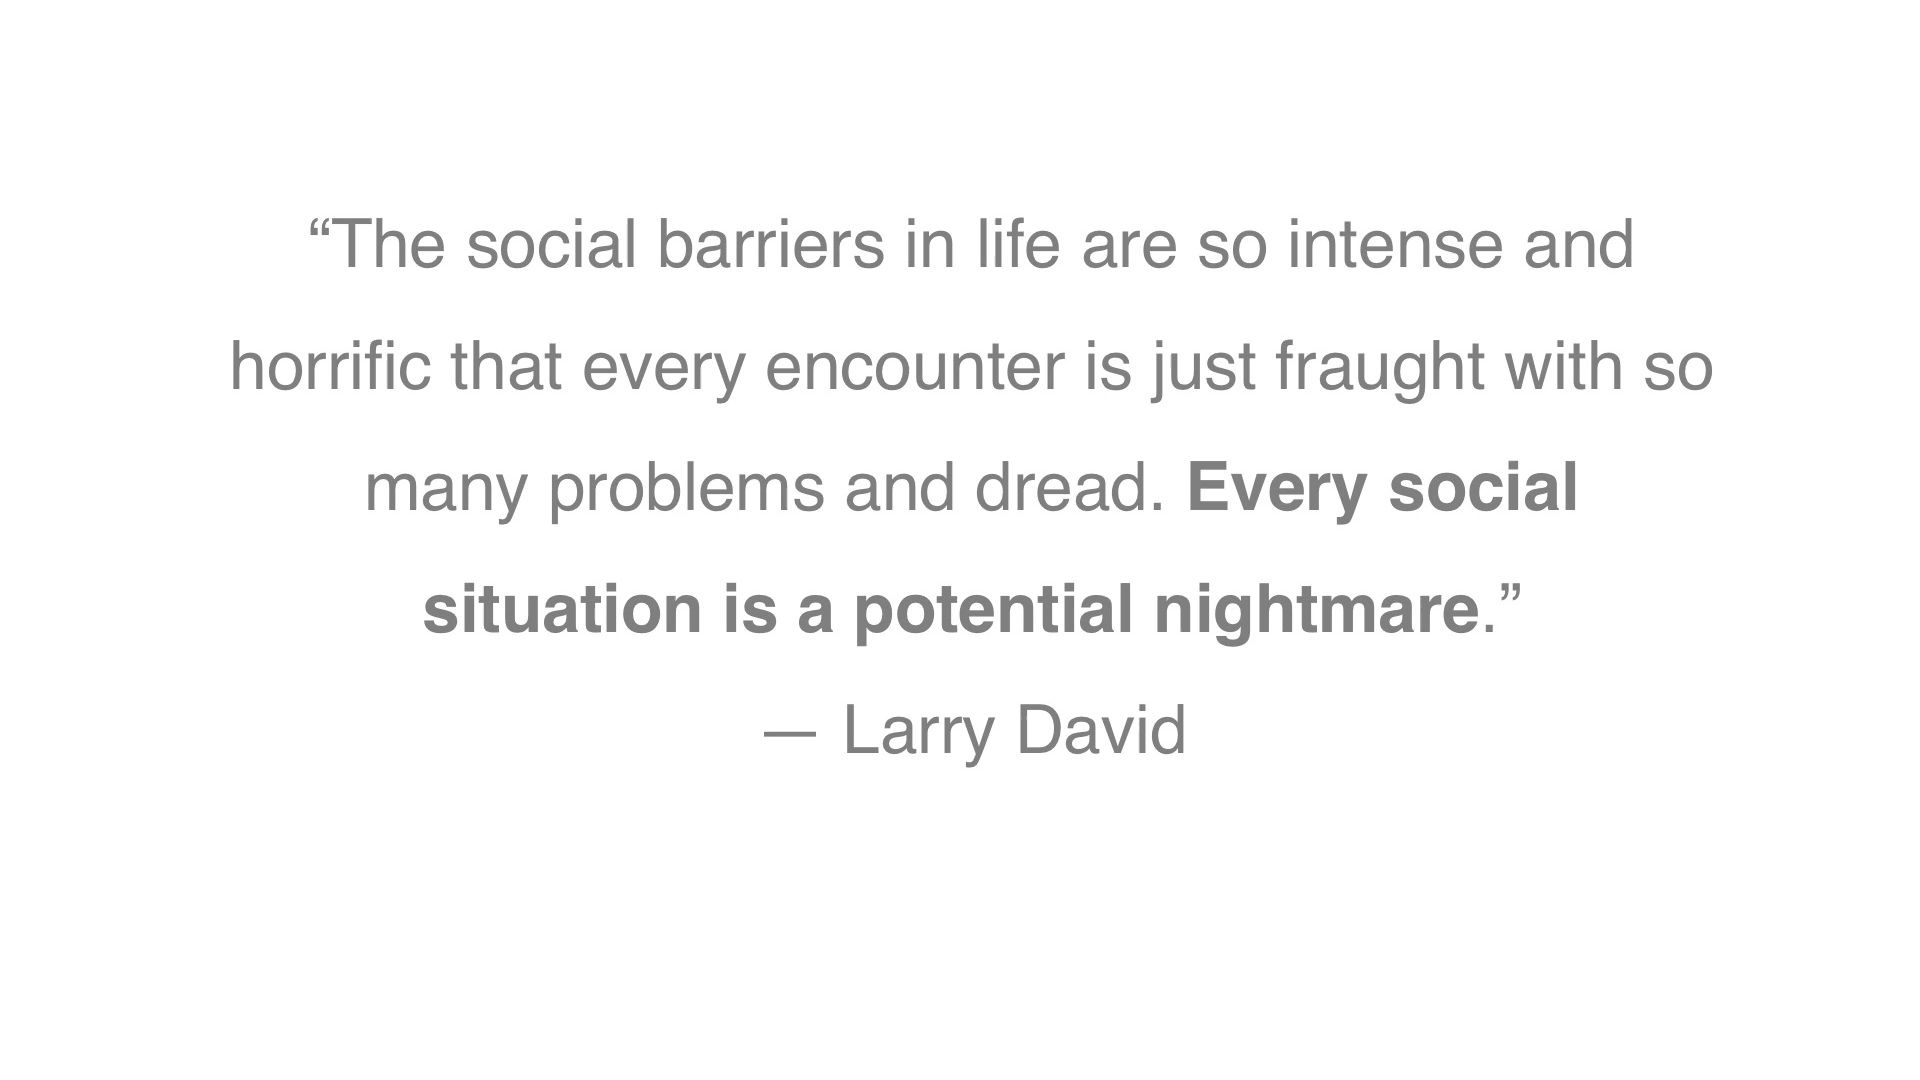 “The social barriers in life are so intense and
horrific that every encounter is just fraught with so
many problems and dread. Every social
situation is a potential nightmare.”
— Larry David